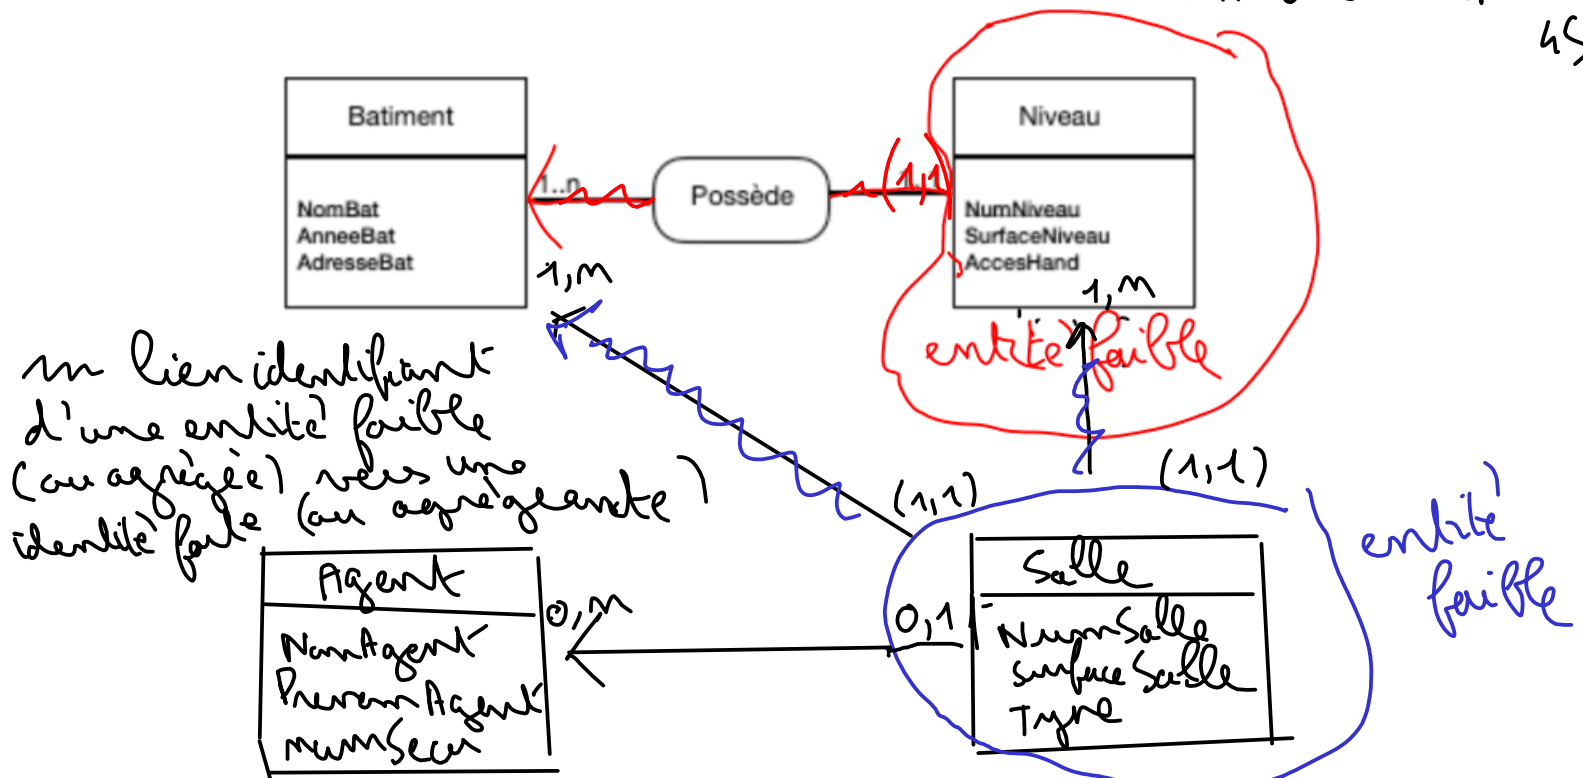 45
Batiment
NomBat
AnneeBat
AdresseBat
1..n
Possède
(1,1)
Niveau
NumNiveau
SurfaceNiveau
AccesHand
1,n
1,n
entité faible
un lien identifiant
d'une entité faible
(ou agrégée) vers une
identité forte (ou agrégeante)
(1,1)
(1,1)
entité
faible
Agent
NomAgent
PrenomAgent
numSecu
0,n
0,1
Salle
NumSalle
surfaceSalle
Type